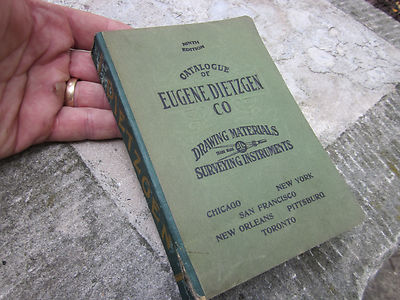 NINTH
EDITION
CATALOGUE
OF
EUGENE DIETZGEN
CO
DRAWING MATERIALS
SURVEYING INSTRUMENTS
CHICAGO NEW YORK
SAN FRANCISCO
NEW ORLEANS PITTSBURG
TORONTO